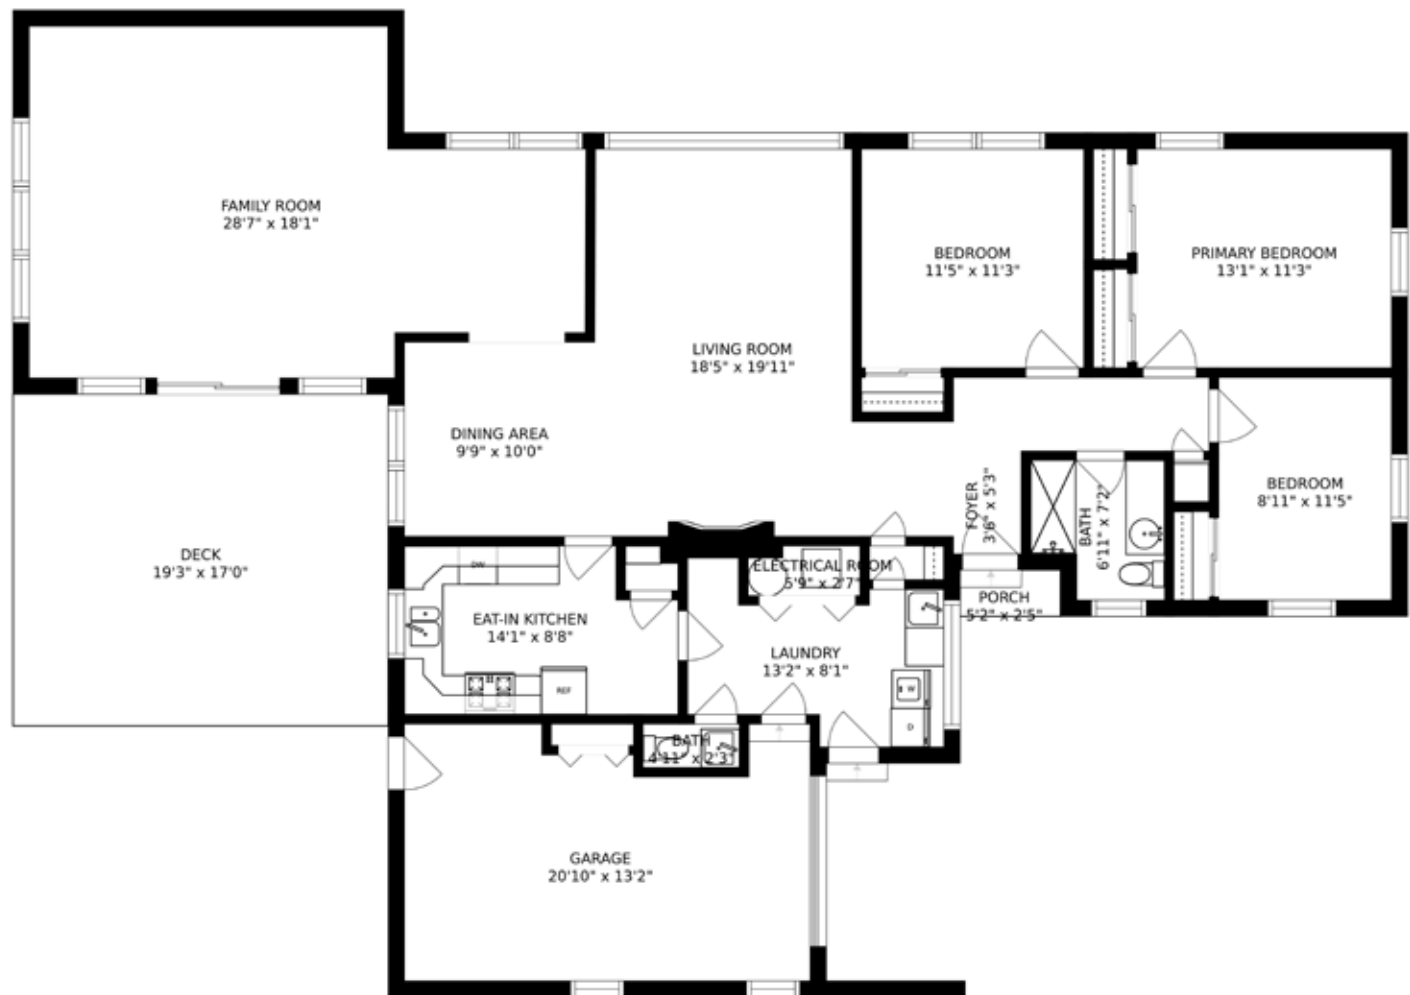 FAMILY ROOM
28'7" x 18'1"
BEDROOM
11'5" x 11'3"
PRIMARY BEDROOM
13'1" x 11'3"
LIVING ROOM
18'5" x 19'11"
DINING AREA
9'9" x 10'0"
FOYER
3'6" x 5'3"
BATH
6'11" x 7'2"
BEDROOM
8'11" x 11'5"
DECK
19'3" x 17'0"
DW
ELECTRICAL ROOM
5'9" x 2'7"
PORCH
5'2" x 2'5"
EAT-IN KITCHEN
14'1" x 8'8"
LAUNDRY
13'2" x 8'1"
REF
W
D
BATH
4'11" x 2'3"
GARAGE
20'10" x 13'2"